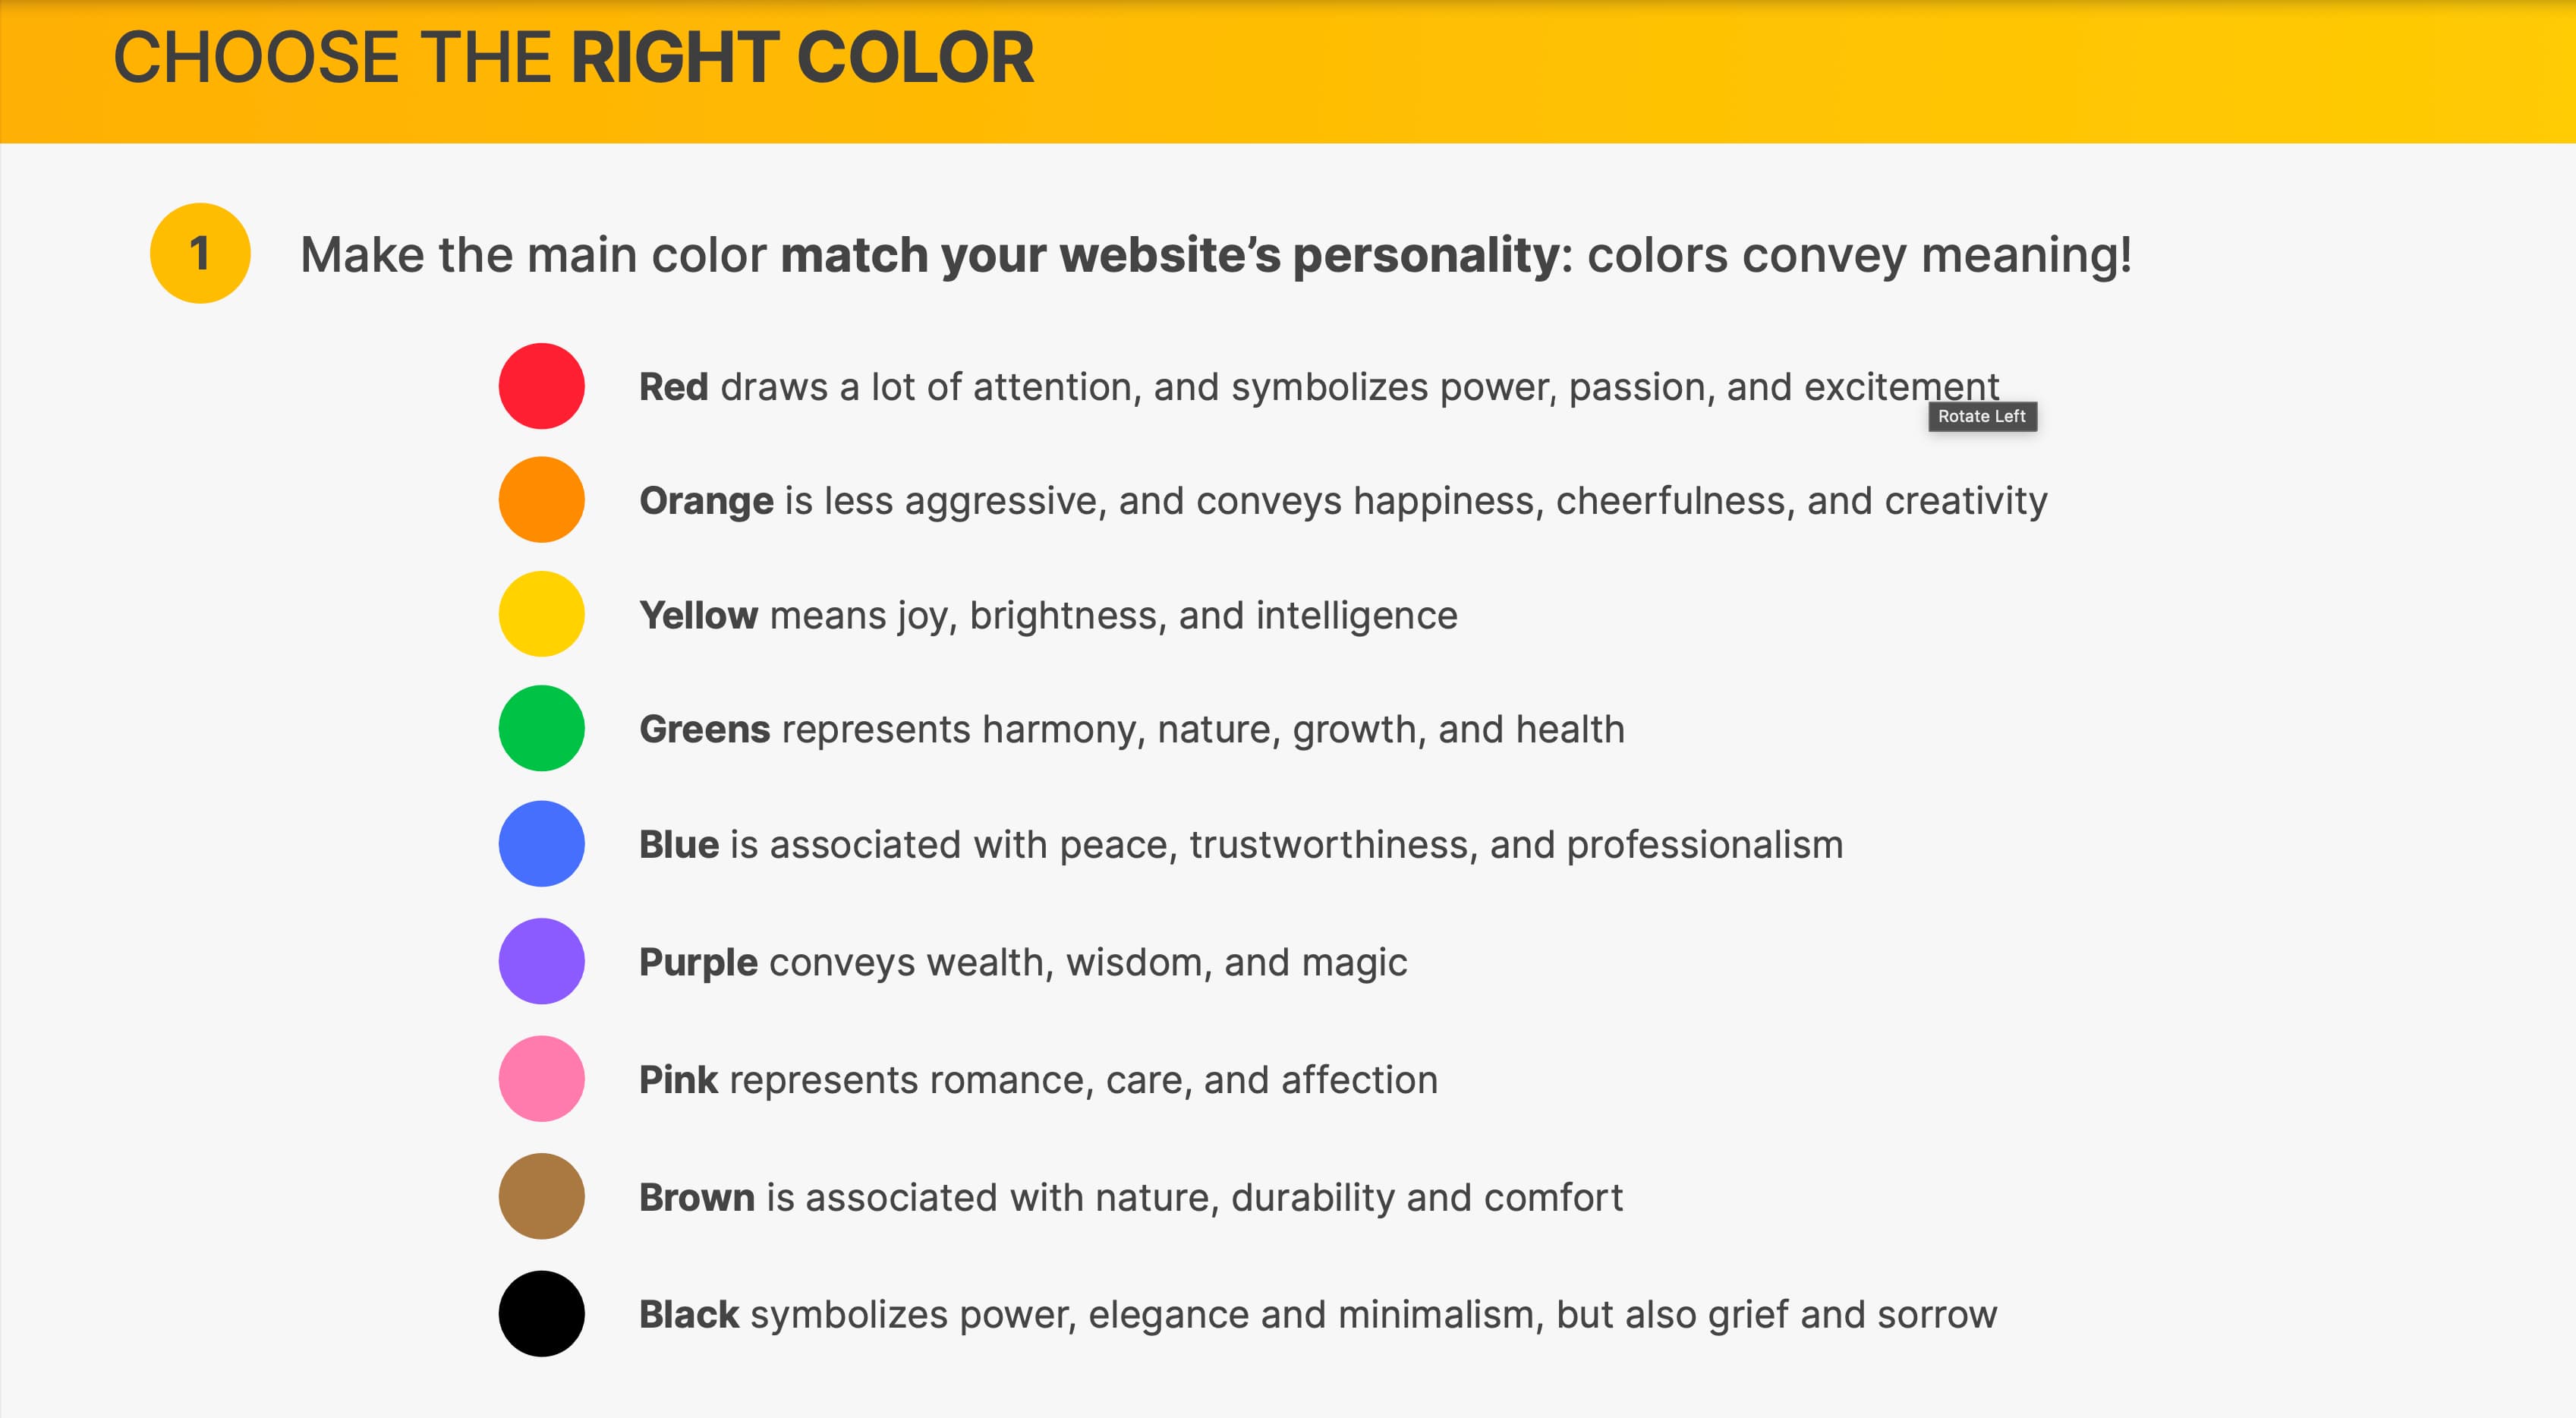 CHOOSE THE RIGHT COLOR
1
Make the main color match your website’s personality: colors convey meaning!
Red draws a lot of attention, and symbolizes power, passion, and excitement
Rotate Left
Orange is less aggressive, and conveys happiness, cheerfulness, and creativity
Yellow means joy, brightness, and intelligence
Greens represents harmony, nature, growth, and health
Blue is associated with peace, trustworthiness, and professionalism
Purple conveys wealth, wisdom, and magic
Pink represents romance, care, and affection
Brown is associated with nature, durability and comfort
Black symbolizes power, elegance and minimalism, but also grief and sorrow